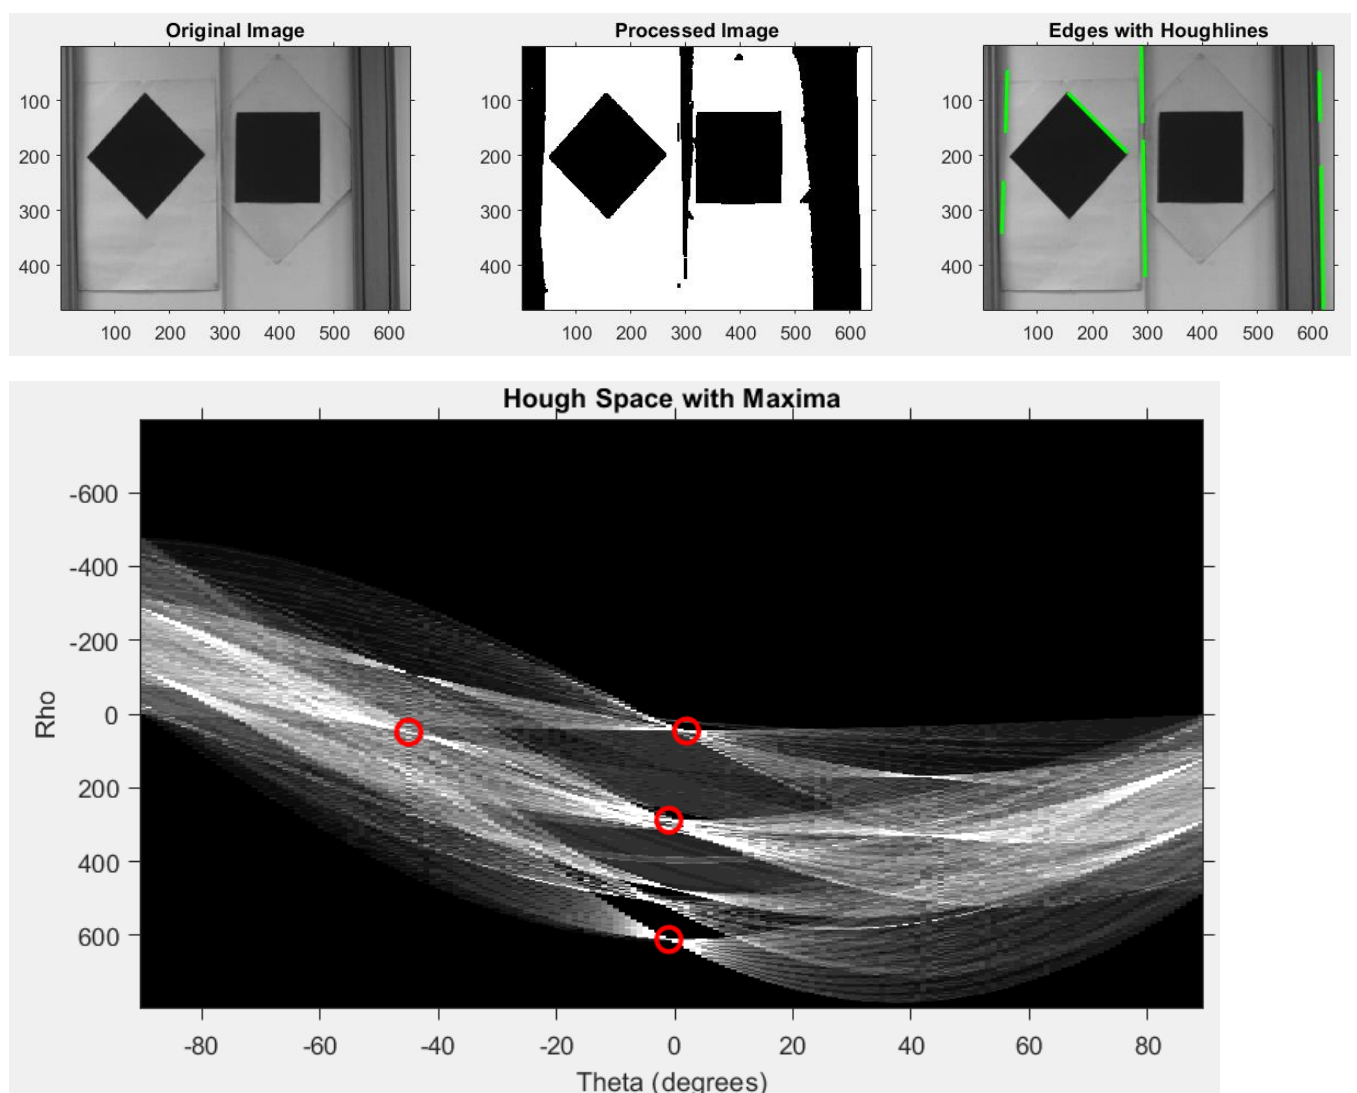 Original Image
Processed Image
Edges with Houghlines
100
200
300
400
100 200 300 400 500 600
100
200
300
400
100 200 300 400 500 600
100
200
300
400
100 200 300 400 500 600
Hough Space with Maxima
-600
-400
-200
0
200
400
600
Rho
-80 -60 -40 -20 0 20 40 60 80
Theta (degrees)